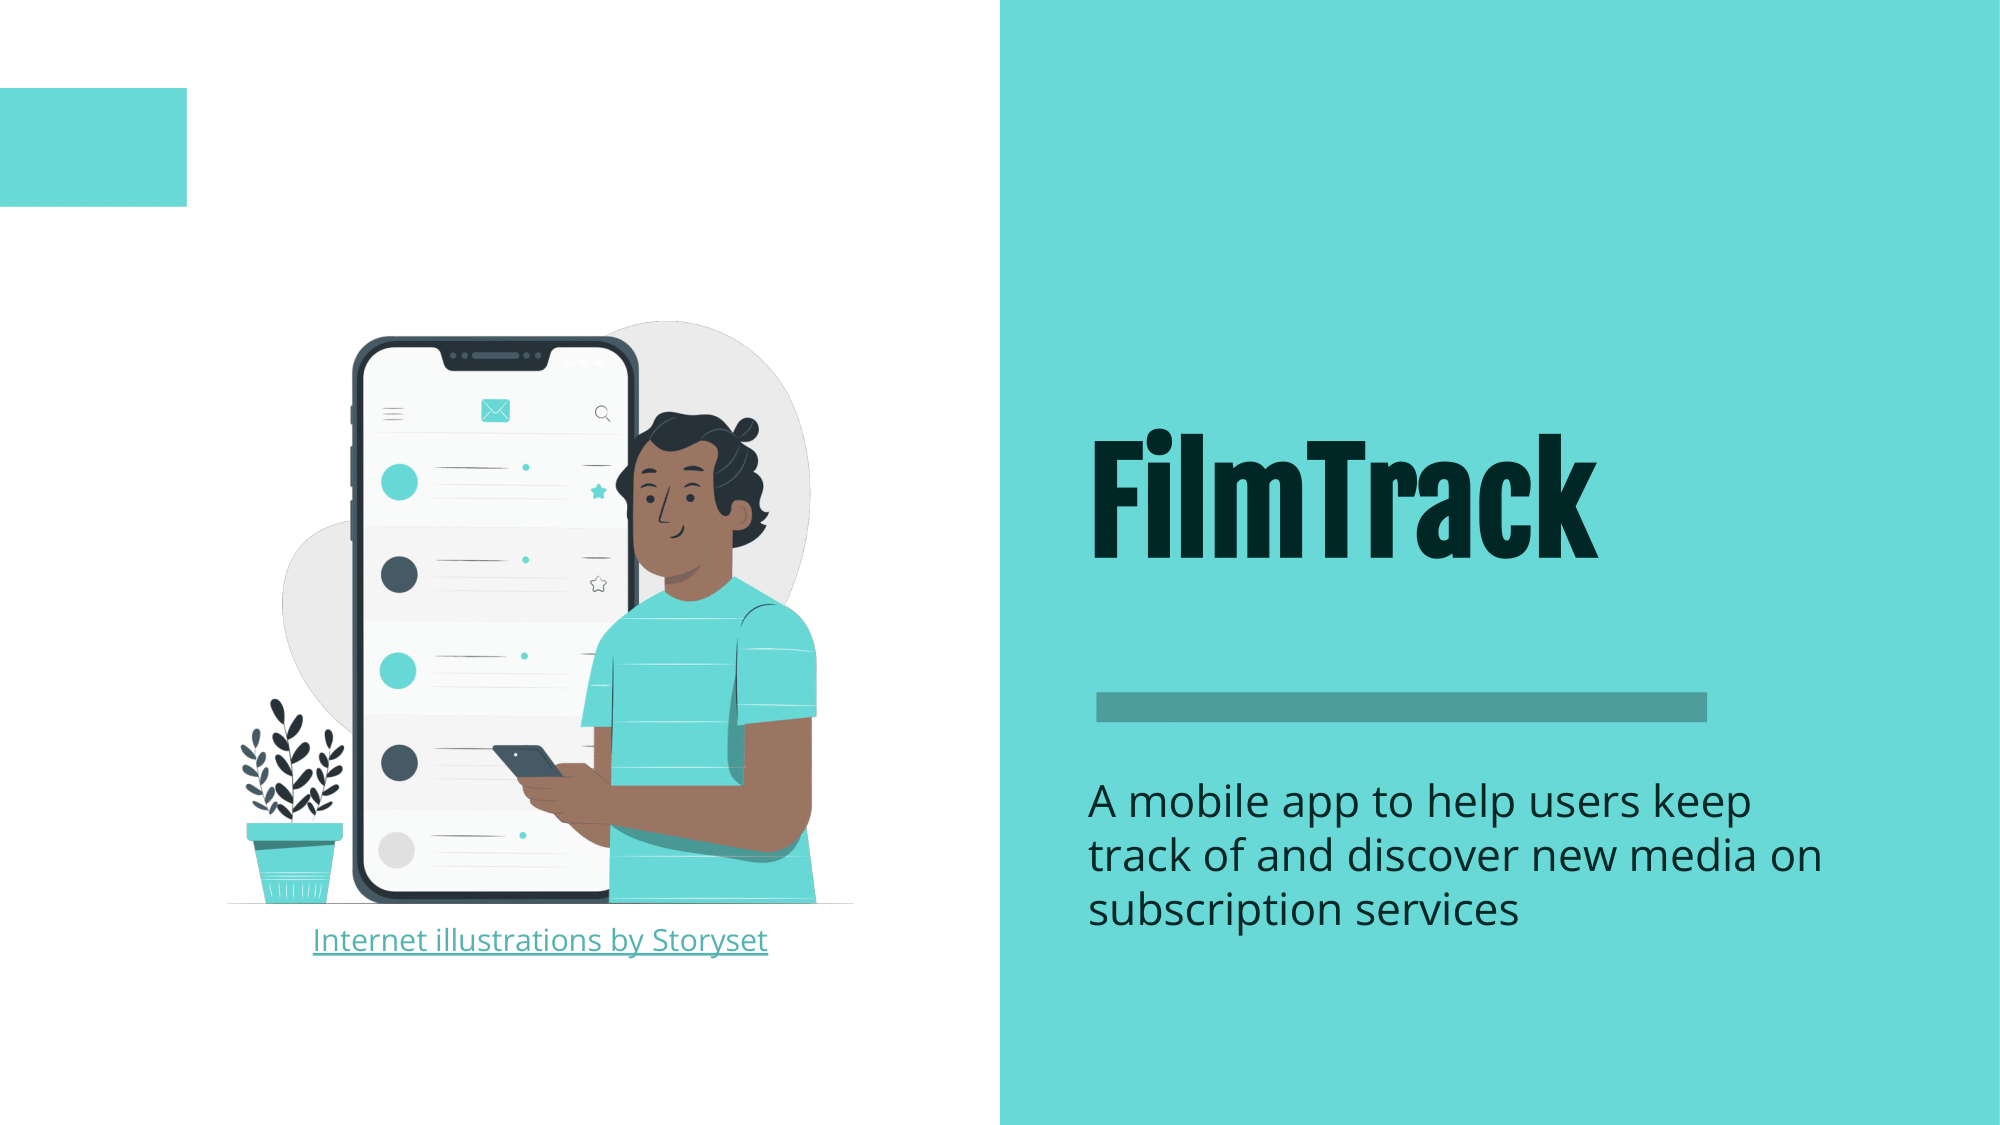 FilmTrack
A mobile app to help users keep
track of and discover new media on
subscription services
Internet illustrations by Storyset